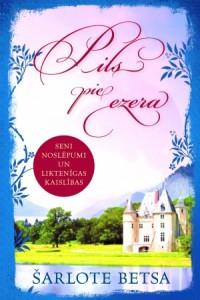 Pils
pie
ezera
SENI
NOSLĒPUMI
UN
LIKTENĪGAS
KAISLĪBAS
ŠARLOTE BETSA